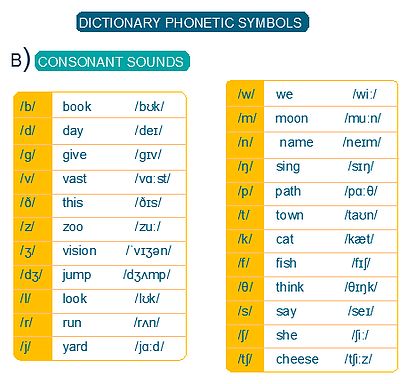 DICTIONARY PHONETIC SYMBOLS
B) CONSONANT SOUNDS
/b/ book /bʊk/
/d/ day /deɪ/
/g/ give /gɪv/
/v/ vast /vɑːst/
/ð/ this /ðɪs/
/z/ zoo /zuː/
/ʒ/ vision /ˈvɪʒən/
/dʒ/ jump /dʒʌmp/
/l/ look /lʊk/
/r/ run /rʌn/
/j/ yard /jɑːd/
/w/ we /wiː/
/m/ moon /muːn/
/n/ name /neɪm/
/ŋ/ sing /sɪŋ/
/p/ path /pɑːθ/
/t/ town /taʊn/
/k/ cat /kæt/
/f/ fish /fɪʃ/
/θ/ think /θɪŋk/
/s/ say /seɪ/
/ʃ/ she /ʃiː/
/tʃ/ cheese /tʃiːz/